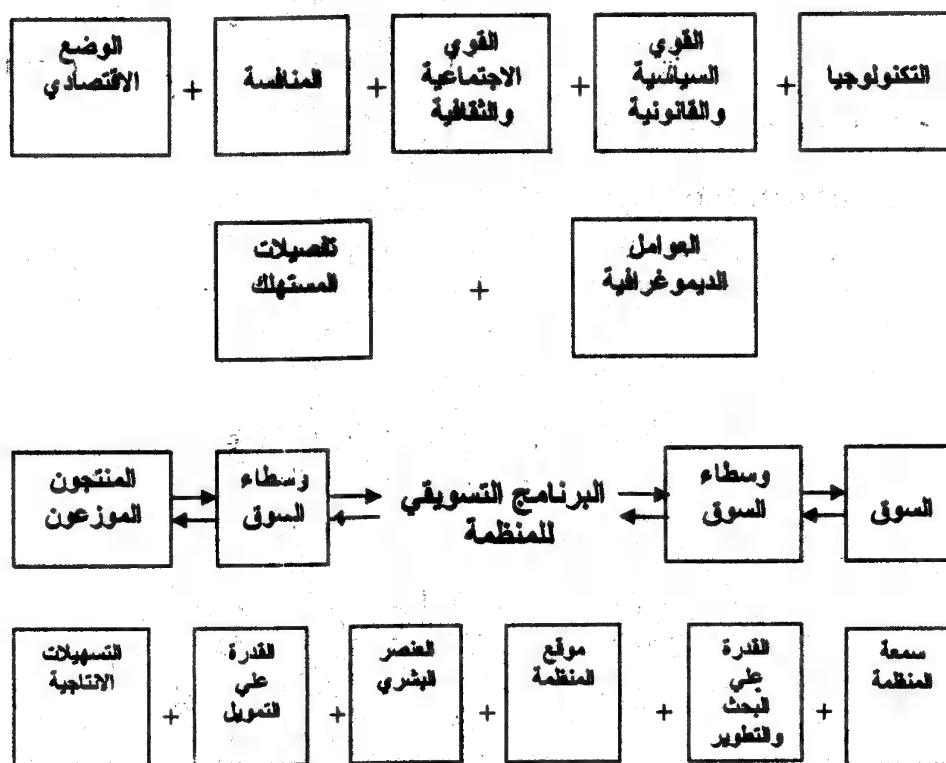 التكنولوجيا
+
القوي
السياسية
والقانونية
+
القوي
الاجتماعية
والثقافية
+
المنافسة
+
الوضع
الاقتصادي
العوامل
الديموغرافية
+
تفصيلات
المستهلك
السوق
وسطاء
السوق
البرنامج التسويقي
للمنظمة
وسطاء
السوق
المنتجون
الموزعون
سمعة
المنظمة
+
القدرة
علي
البحث
والتطوير
+
موقع
المنظمة
+
العنصر
البشري
+
القدرة
علي
التمويل
+
التسهيلات
الانتاجية